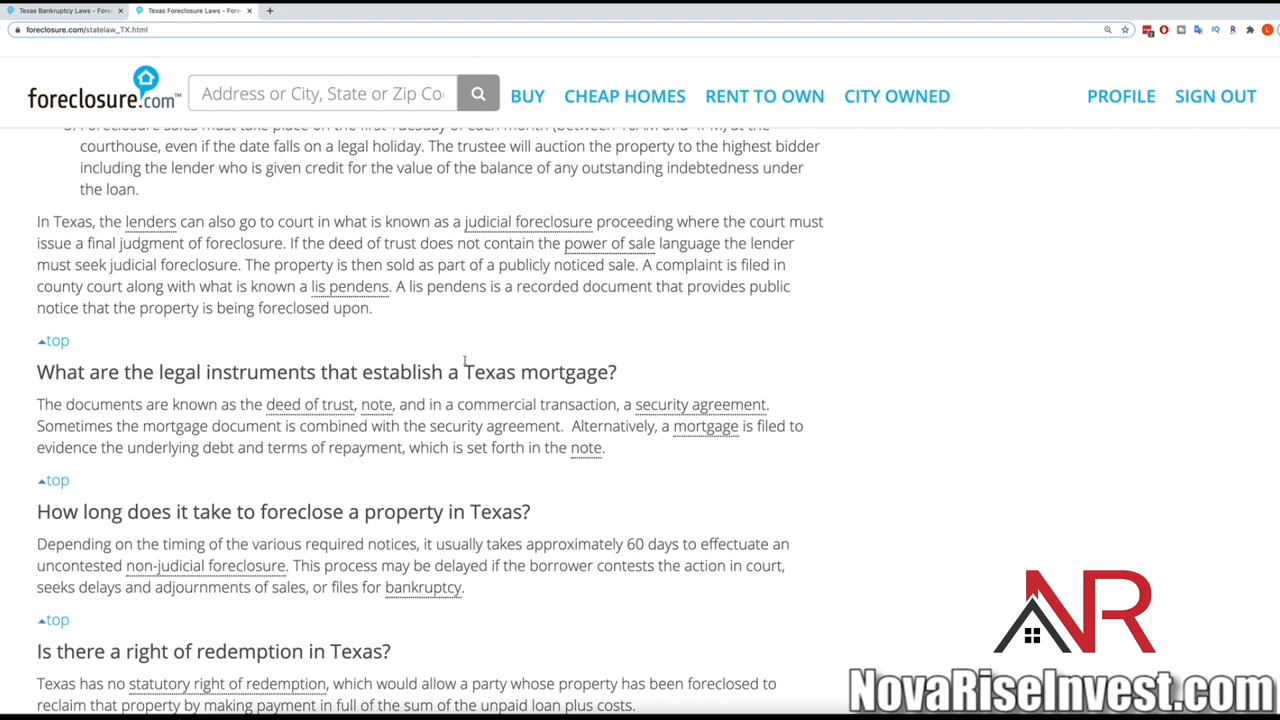 Texas Bankruptcy Laws - Forec
Texas Foreclosure Laws - Forec
foreclosure.com/statelaw_TX.html
foreclosure.com™
Address or City, State or Zip Co
BUY
CHEAP HOMES
RENT TO OWN
CITY OWNED
PROFILE
SIGN OUT
courthouse, even if the date falls on a legal holiday. The trustee will auction the property to the highest bidder
including the lender who is given credit for the value of the balance of any outstanding indebtedness under
the loan.
In Texas, the lenders can also go to court in what is known as a judicial foreclosure proceeding where the court must
issue a final judgment of foreclosure. If the deed of trust does not contain the power of sale language the lender
must seek judicial foreclosure. The property is then sold as part of a publicly noticed sale. A complaint is filed in
county court along with what is known a lis pendens. A lis pendens is a recorded document that provides public
notice that the property is being foreclosed upon.
top
What are the legal instruments that establish a Texas mortgage?
The documents are known as the deed of trust, note, and in a commercial transaction, a security agreement.
Sometimes the mortgage document is combined with the security agreement. Alternatively, a mortgage is filed to
evidence the underlying debt and terms of repayment, which is set forth in the note.
top
How long does it take to foreclose a property in Texas?
Depending on the timing of the various required notices, it usually takes approximately 60 days to effectuate an
uncontested non-judicial foreclosure. This process may be delayed if the borrower contests the action in court,
seeks delays and adjournments of sales, or files for bankruptcy.
top
Is there a right of redemption in Texas?
Texas has no statutory right of redemption, which would allow a party whose property has been foreclosed to
reclaim that property by making payment in full of the sum of the unpaid loan plus costs.
NR
NovaRiseInvest.com